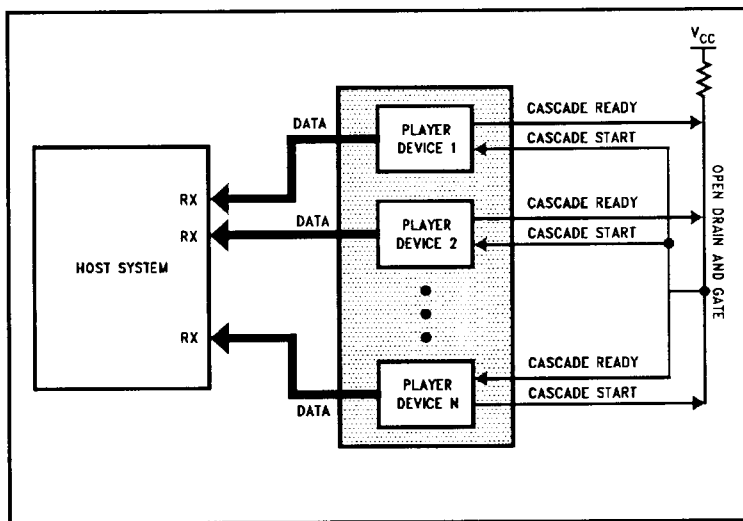 VCC
DATA
PLAYER
DEVICE 1
CASCADE READY
CASCADE START
RX
RX
DATA
PLAYER
DEVICE 2
CASCADE READY
CASCADE START
OPEN DRAIN AND GATE
HOST SYSTEM
RX
DATA
PLAYER
DEVICE N
CASCADE READY
CASCADE START